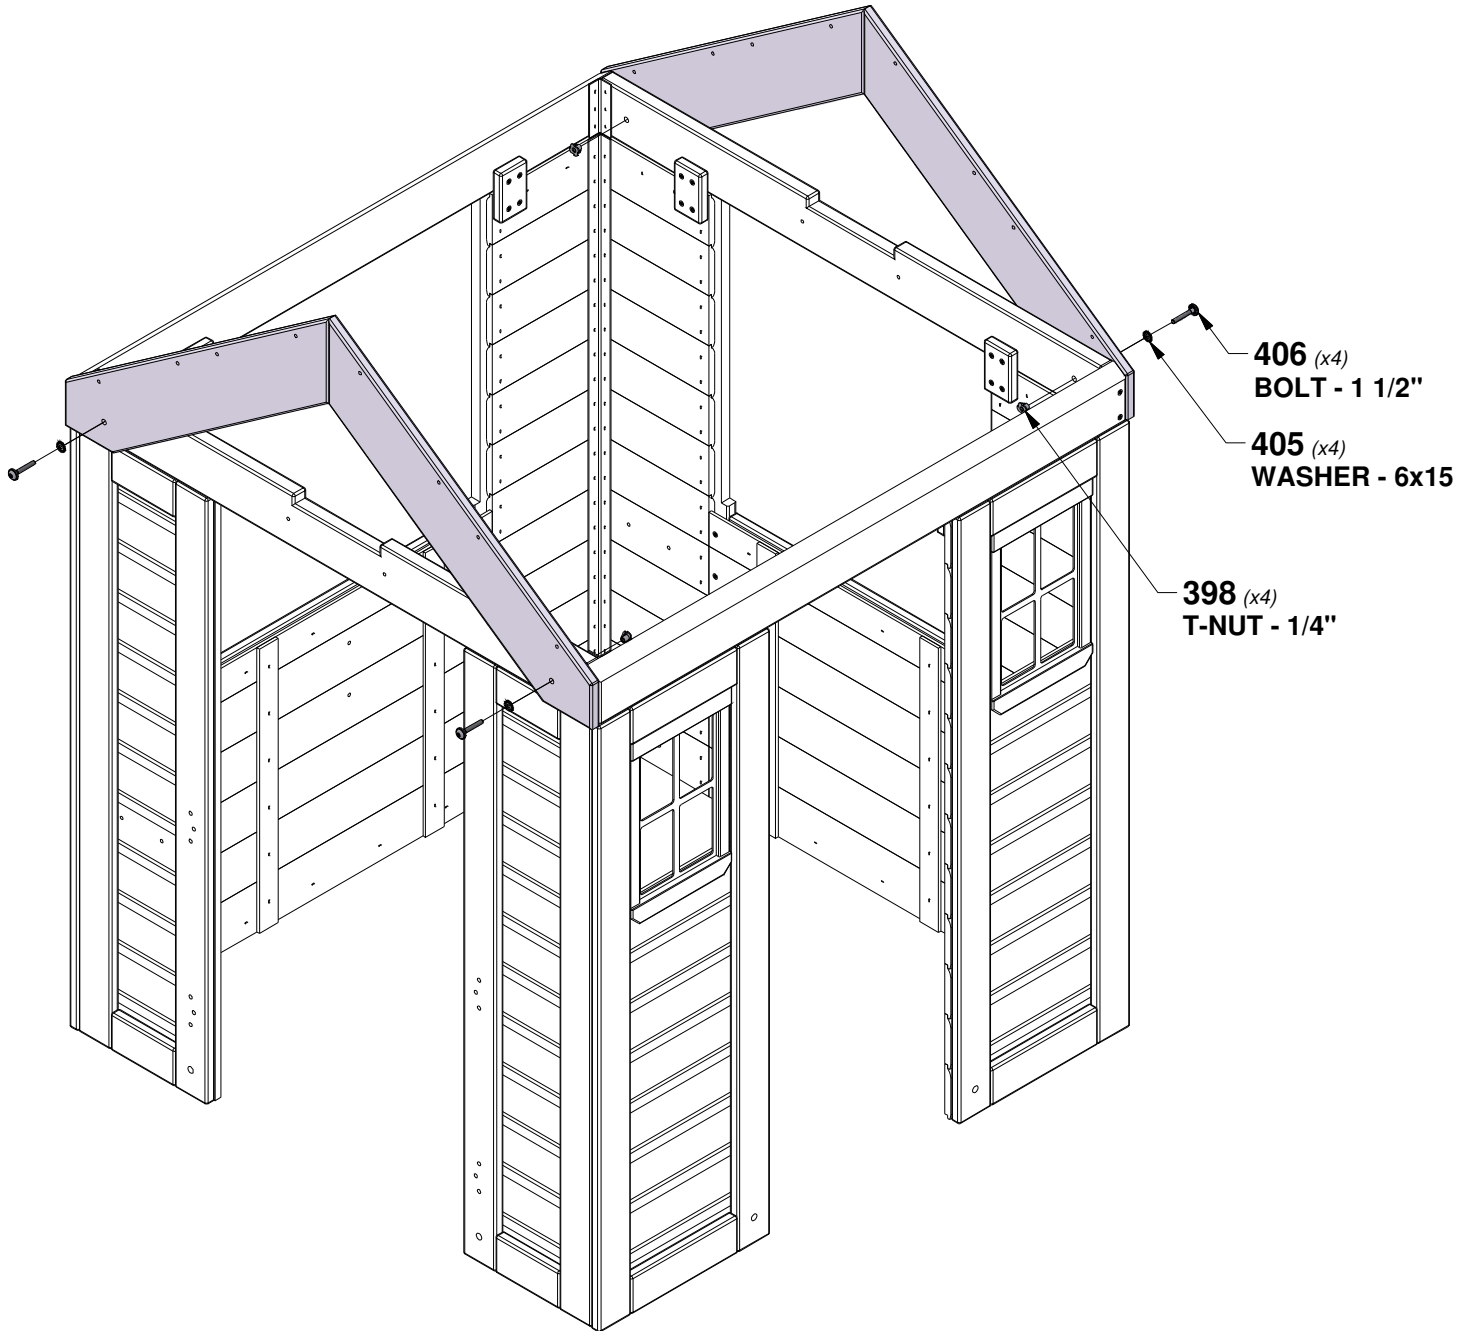 406 (x4)
BOLT - 1 1/2"
405 (x4)
WASHER - 6x15
398 (x4)
T-NUT - 1/4"